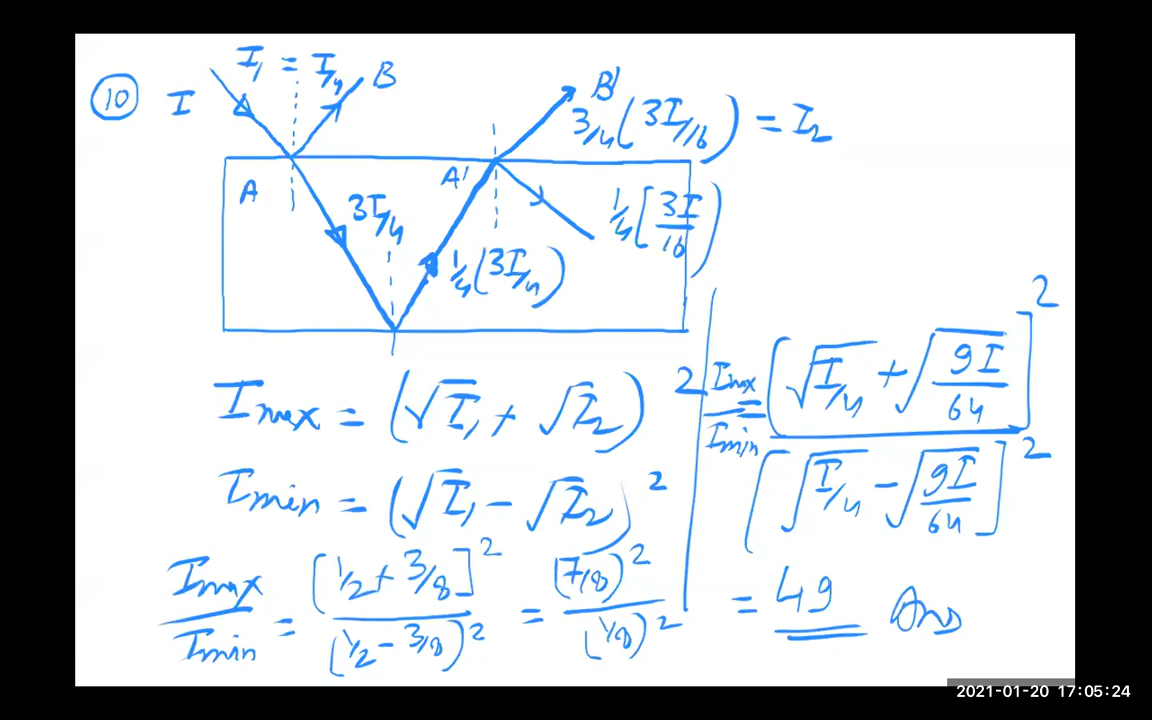 10
I
I₁ = I/4
B
B'
3/4(3I/16) = I₂
A
A'
3I/4
1/4(3I/4)
1/4[3I/16)
Imax = (√I₁ + √I₂)²
Imin = (√I₁ - √I₂)²
Imax/Imin = [1/2 + 3/8]²/(1/2 - 3/8)² = (7/8)²/(1/8)²
Imax/Imin = [√I/4 + √9I/64]²/[√I/4 - √9I/64]²
= 49 Ans
2021-01-20 17:05:24